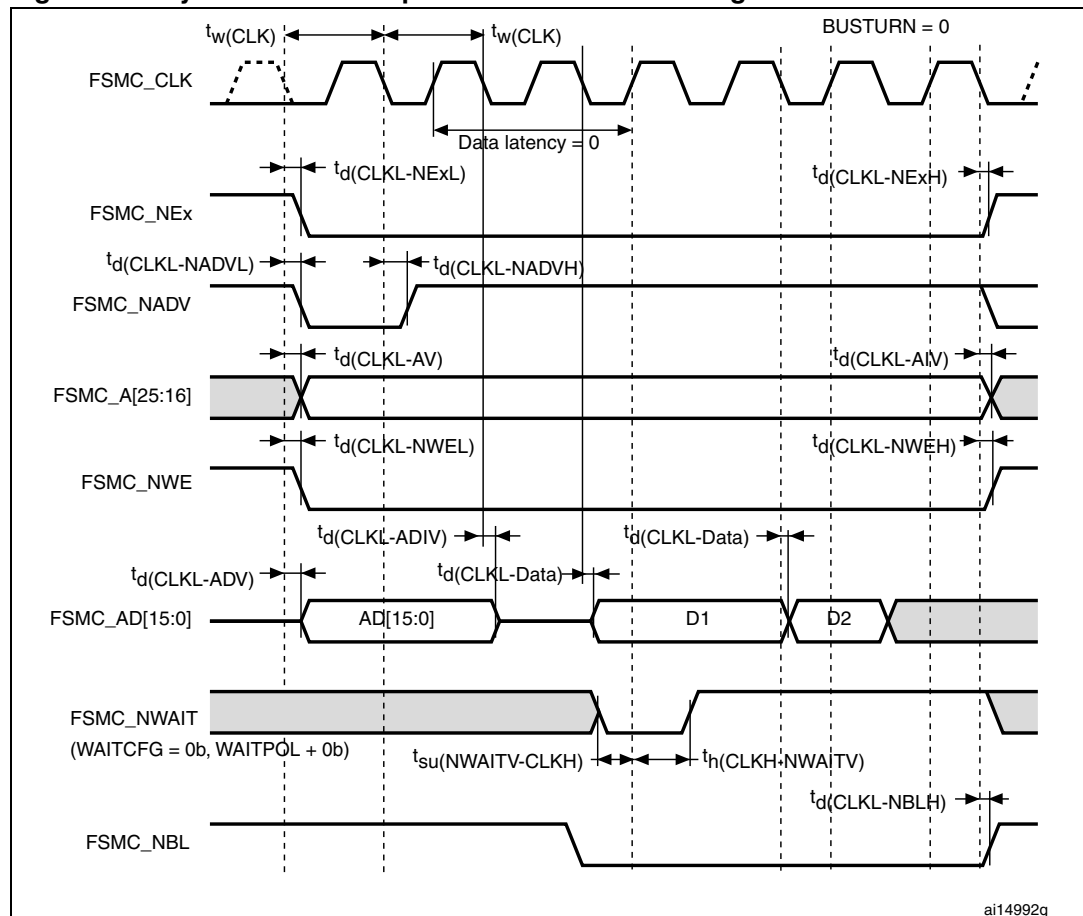 tw(CLK) tw(CLK) BUSTURN = 0
FSMC_CLK
Data latency = 0
td(CLKL-NExL) td(CLKL-NExH)
FSMC_NEx
td(CLKL-NADVL) td(CLKL-NADVH)
FSMC_NADV
td(CLKL-AV) td(CLKL-AIV)
FSMC_A[25:16]
td(CLKL-NWEL) td(CLKL-NWEH)
FSMC_NWE
td(CLKL-ADIV) td(CLKL-Data)
td(CLKL-ADV) td(CLKL-Data)
FSMC_AD[15:0] AD[15:0] D1 D2
FSMC_NWAIT
(WAITCFG = 0b, WAITPOL + 0b)
tsu(NWAITV-CLKH) th(CLKH-NWAITV)
td(CLKL-NBLH)
FSMC_NBL
ai14992g